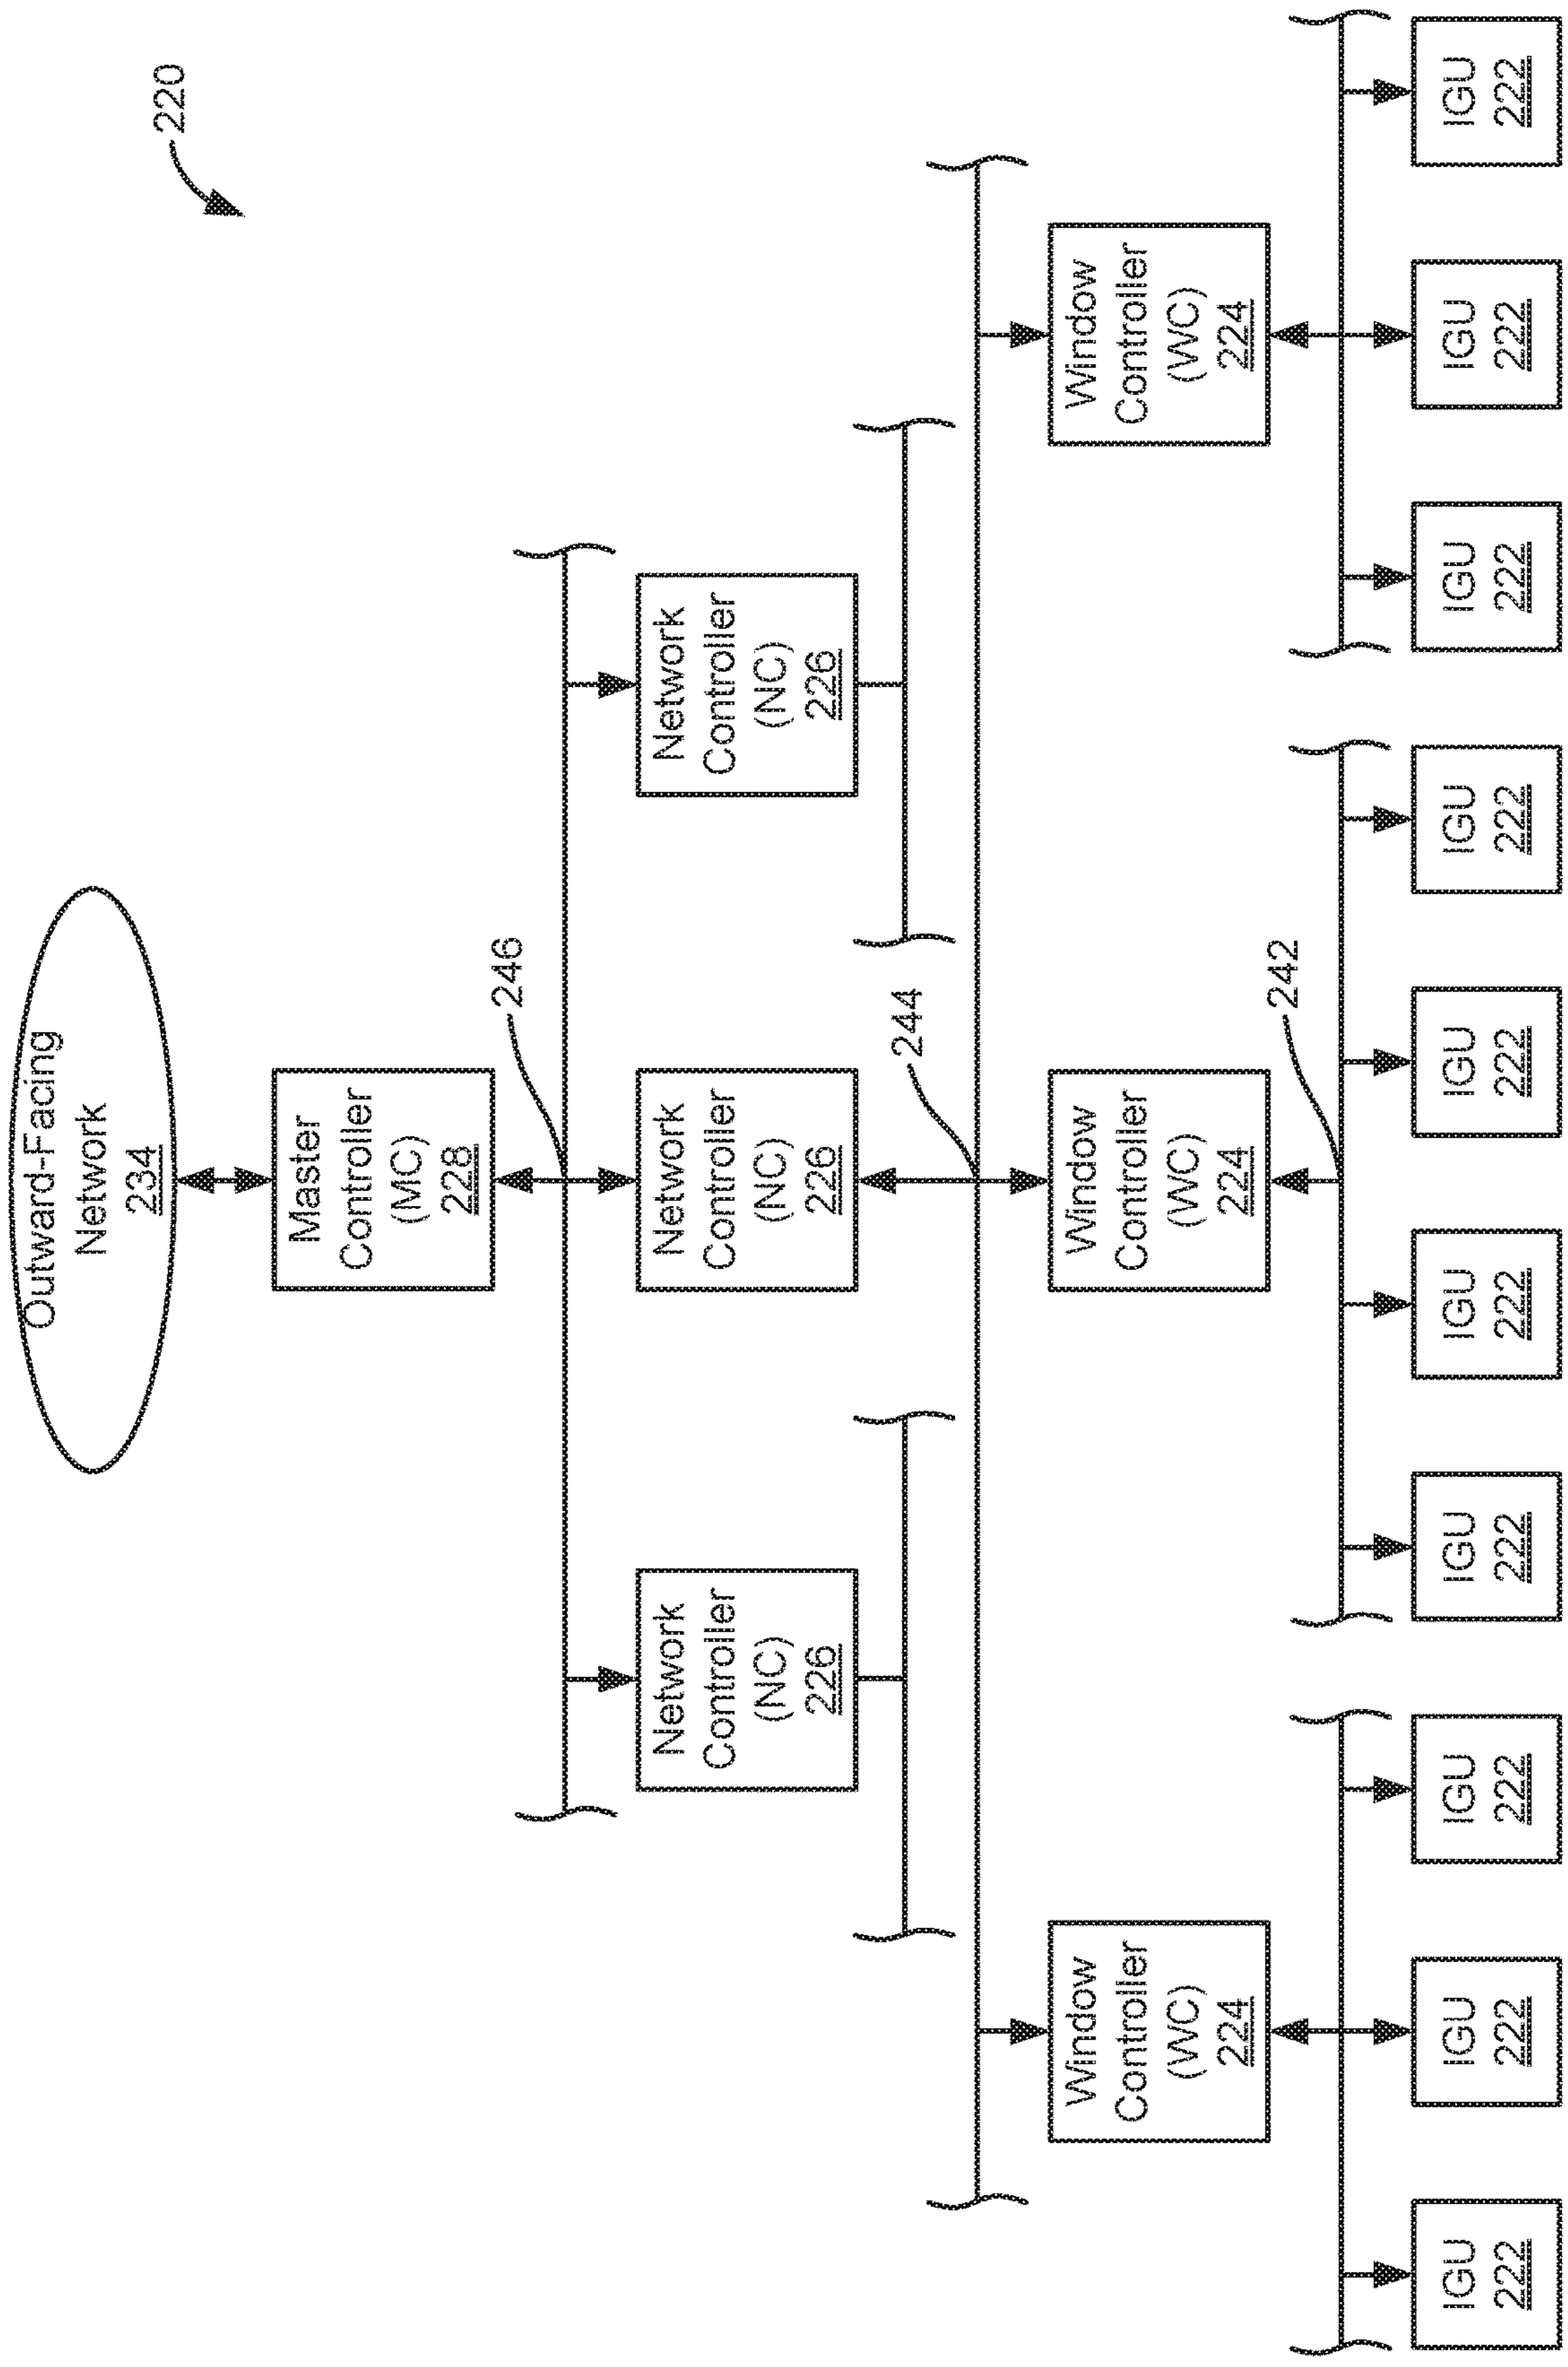 Outward-Facing
Network
234
220
Master
Controller
(MC)
228
246
Network
Controller
(NC)
226
Network
Controller
(NC)
226
Network
Controller
(NC)
226
244
Window
Controller
(WC)
224
Window
Controller
(WC)
224
Window
Controller
(WC)
224
242
IGU
222
IGU
222
IGU
222
IGU
222
IGU
222
IGU
222
IGU
222
IGU
222
IGU
222
IGU
222